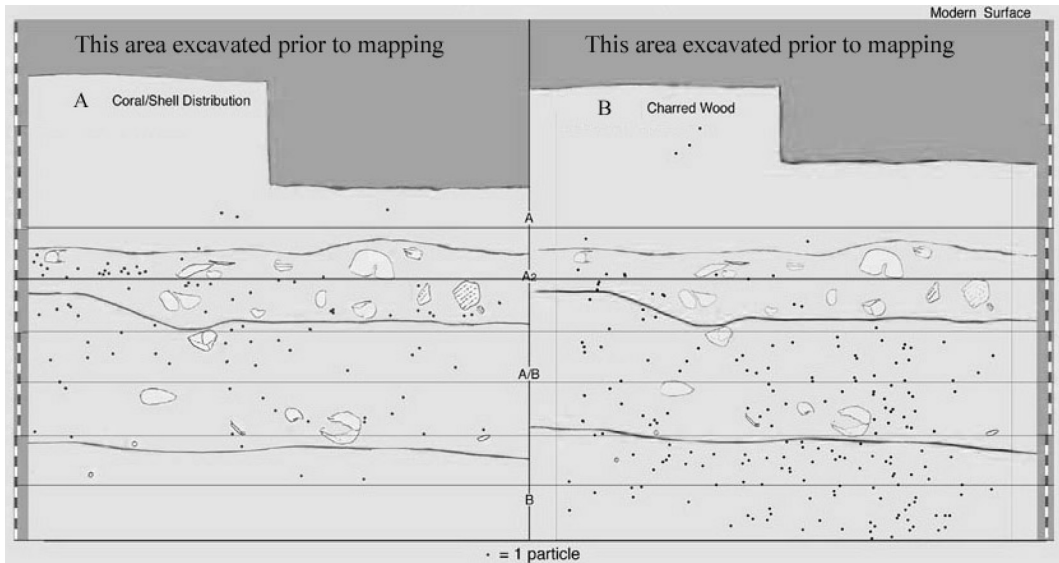 Modern Surface
This area excavated prior to mapping
This area excavated prior to mapping
A Coral/Shell Distribution
B Charred Wood
A
A2
A/B
B
· = 1 particle